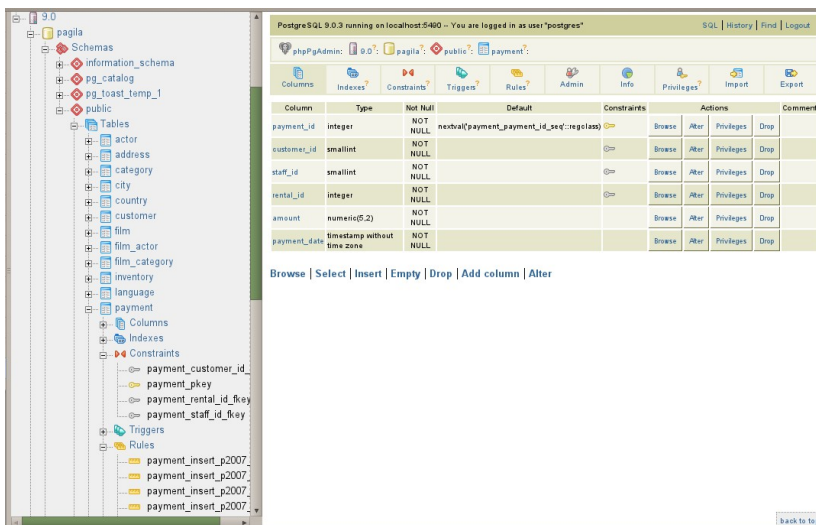 9.0
pagila
Schemas
information_schema
pg_catalog
pg_toast_temp_1
public
Tables
actor
address
category
city
country
customer
film
film_actor
film_category
inventory
language
payment
Columns
Indexes
Constraints
payment_customer_id_
payment_pkey
payment_rental_id_fkey
payment_staff_id_fkey
Triggers
Rules
payment_insert_p2007_
payment_insert_p2007_
payment_insert_p2007_
payment_insert_p2007_
PostgreSQL 9.0.3 running on localhost:5490 -- You are logged in as user "postgres" SQL | History | Find | Logout
phpPgAdmin: 9.0?: pagila?: public?: payment?:
Columns Indexes? Constraints? Triggers? Rules? Admin Info Privileges? Import Export
Column Type Not Null Default Constraints Actions Comment
payment_id integer NOT NULL nextval('payment_payment_id_seq'::regclass) Browse Alter Privileges Drop
customer_id smallint NOT NULL Browse Alter Privileges Drop
staff_id smallint NOT NULL Browse Alter Privileges Drop
rental_id integer NOT NULL Browse Alter Privileges Drop
amount numeric(5,2) NOT NULL Browse Alter Privileges Drop
payment_date timestamp without time zone NOT NULL Browse Alter Privileges Drop
Browse | Select | Insert | Empty | Drop | Add column | Alter
back to to